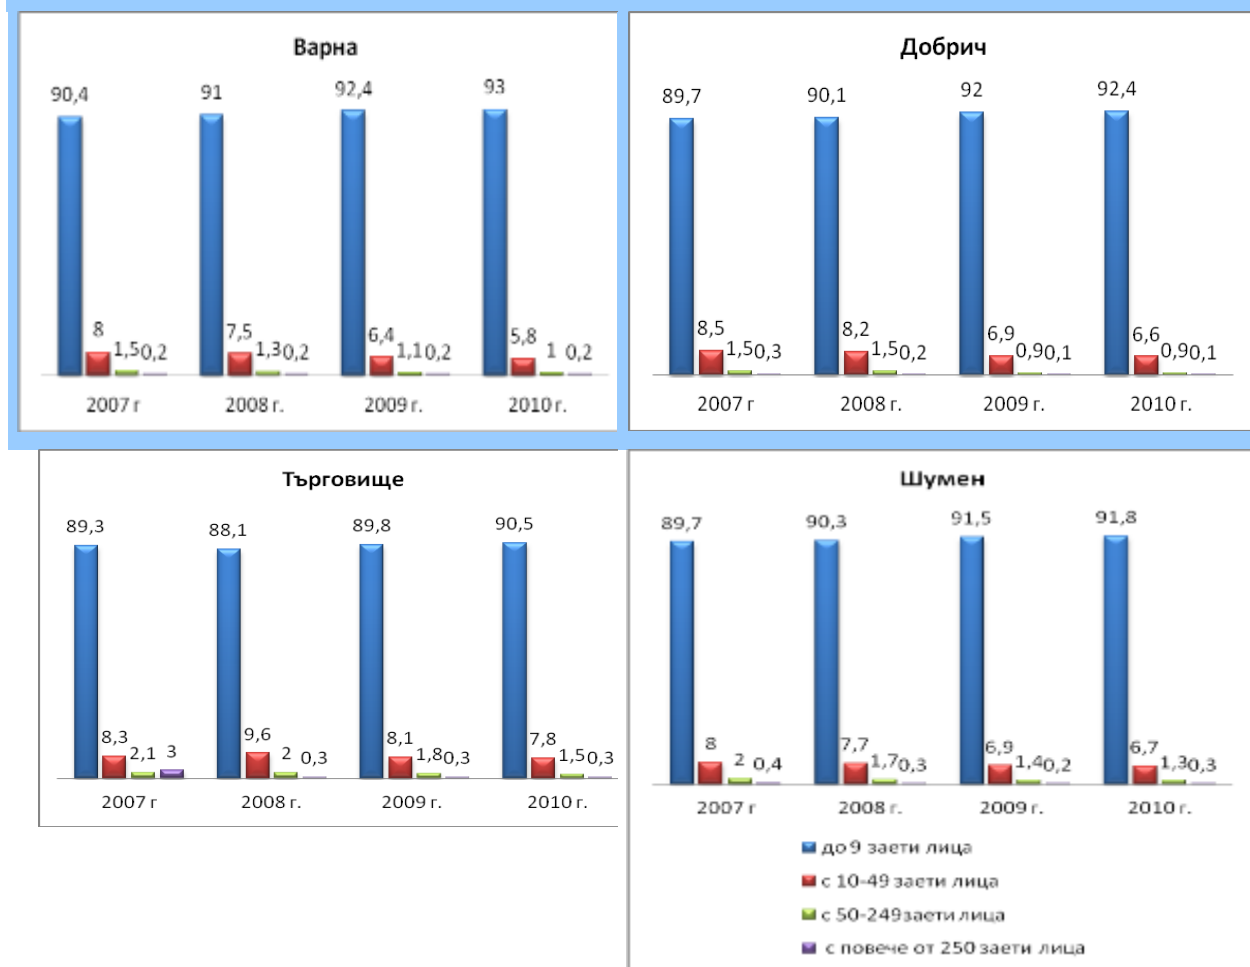 Варна
90,4 91 92,4 93
8 1,5 0,2 7,5 1,3 0,2 6,4 1,1 0,2 5,8 1 0,2
2007 г 2008 г. 2009 г. 2010 г.
Добрич
89,7 90,1 92 92,4
8,5 1,5 0,3 8,2 1,5 0,2 6,9 0,9 0,1 6,6 0,9 0,1
2007 г 2008 г. 2009 г. 2010 г.
Търговище
89,3 88,1 89,8 90,5
8,3 2,1 3 9,6 2 0,3 8,1 1,8 0,3 7,8 1,5 0,3
2007 г 2008 г. 2009 г. 2010 г.
Шумен
89,7 90,3 91,5 91,8
8 2 0,4 7,7 1,7 0,3 6,9 1,4 0,2 6,7 1,3 0,3
2007 г 2008 г. 2009 г. 2010 г.
до 9 заети лица
с 10-49 заети лица
с 50-249заети лица
с повече от 250 заети лица